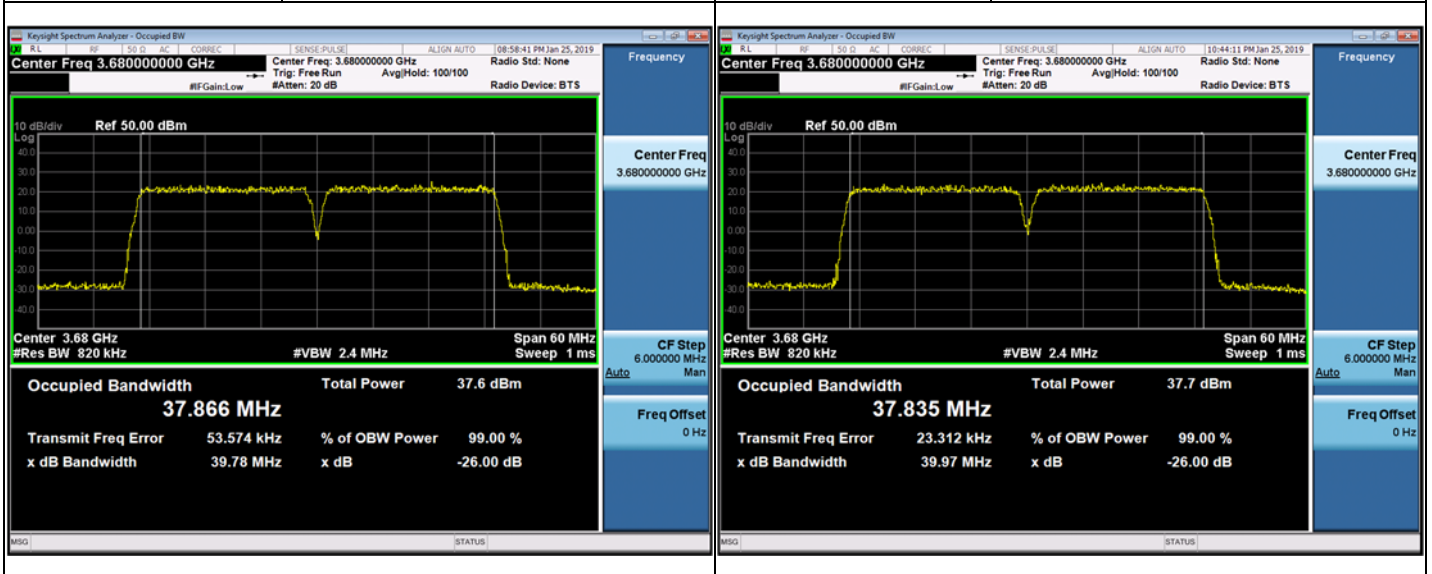 Keysight Spectrum Analyzer - Occupied BW
RL RF 50 Ω AC CORREC SENSE:PULSE ALIGN AUTO 08:58:41 PM Jan 25, 2019
Center Freq 3.680000000 GHz
Center Freq: 3.680000000 GHz Radio Std: None
Trig: Free Run Avg|Hold: 100/100
#IFGain:Low #Atten: 20 dB Radio Device: BTS
10 dB/div Ref 50.00 dBm
Log
40.0
30.0
20.0
10.0
0.00
-10.0
-20.0
-30.0
-40.0
Center 3.68 GHz Span 60 MHz
#Res BW 820 kHz #VBW 2.4 MHz Sweep 1 ms
Occupied Bandwidth Total Power 37.6 dBm
37.866 MHz
Transmit Freq Error 53.574 kHz % of OBW Power 99.00 %
x dB Bandwidth 39.78 MHz x dB -26.00 dB
MSG STATUS
Frequency
Center Freq
3.680000000 GHz
CF Step
6.000000 MHz
Auto Man
Freq Offset
0 Hz
Keysight Spectrum Analyzer - Occupied BW
RL RF 50 Ω AC CORREC SENSE:PULSE ALIGN AUTO 10:44:11 PM Jan 25, 2019
Center Freq 3.680000000 GHz
Center Freq: 3.680000000 GHz Radio Std: None
Trig: Free Run Avg|Hold: 100/100
#IFGain:Low #Atten: 20 dB Radio Device: BTS
10 dB/div Ref 50.00 dBm
Log
40.0
30.0
20.0
10.0
0.00
-10.0
-20.0
-30.0
-40.0
Center 3.68 GHz Span 60 MHz
#Res BW 820 kHz #VBW 2.4 MHz Sweep 1 ms
Occupied Bandwidth Total Power 37.7 dBm
37.835 MHz
Transmit Freq Error 23.312 kHz % of OBW Power 99.00 %
x dB Bandwidth 39.97 MHz x dB -26.00 dB
MSG STATUS
Frequency
Center Freq
3.680000000 GHz
CF Step
6.000000 MHz
Auto Man
Freq Offset
0 Hz